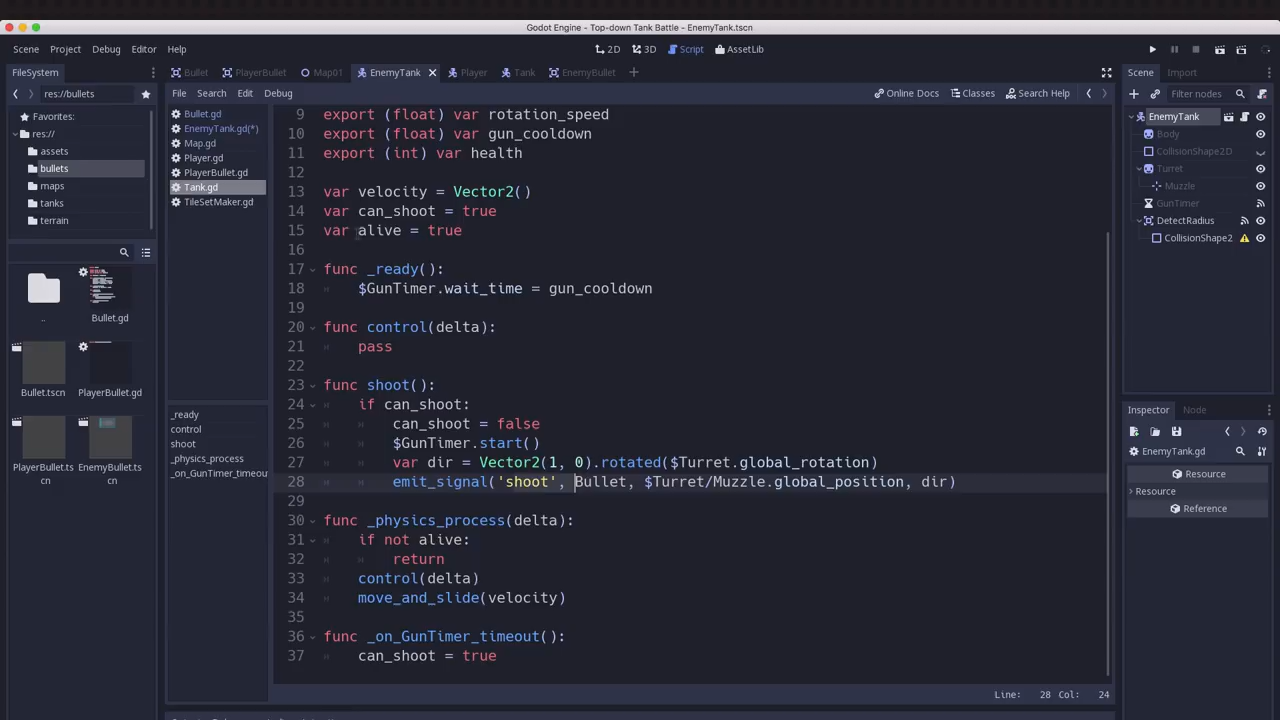 Godot Engine - Top-down Tank Battle - EnemyTank.tscn
Scene Project Debug Editor Help
2D 3D Script AssetLib
FileSystem
res://bullets
Favorites:
res://
assets
bullets
maps
tanks
terrain
..
Bullet.gd
Bullet.tscn
PlayerBullet.gd
PlayerBullet.ts
cn
EnemyBullet.ts
cn
Bullet PlayerBullet Map01 EnemyTank Player Tank EnemyBullet
File Search Edit Debug
Online Docs Classes Search Help
Bullet.gd
EnemyTank.gd(*)
Map.gd
Player.gd
PlayerBullet.gd
Tank.gd
TileSetMaker.gd
_ready
control
shoot
_physics_process
_on_GunTimer_timeou
9 export (float) var rotation_speed
10 export (float) var gun_cooldown
11 export (int) var health
12
13 var velocity = Vector2()
14 var can_shoot = true
15 var alive = true
16
17 func _ready():
18 $GunTimer.wait_time = gun_cooldown
19
20 func control(delta):
21 pass
22
23 func shoot():
24 if can_shoot:
25 can_shoot = false
26 $GunTimer.start()
27 var dir = Vector2(1, 0).rotated($Turret.global_rotation)
28 emit_signal('shoot', Bullet, $Turret/Muzzle.global_position, dir)
29
30 func _physics_process(delta):
31 if not alive:
32 return
33 control(delta)
34 move_and_slide(velocity)
35
36 func _on_GunTimer_timeout():
37 can_shoot = true
Line: 28 Col: 24
Scene Import
Filter nodes
EnemyTank
Body
CollisionShape2D
Turret
Muzzle
GunTimer
DetectRadius
CollisionShape2
Inspector Node
Resource
Resource
Reference